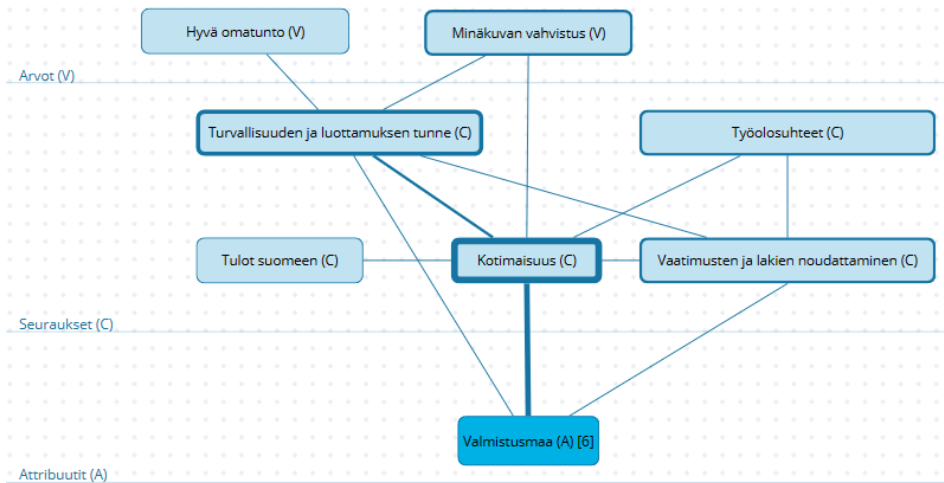 Hyvä omatunto (V)
Minäkuvan vahvistus (V)
Arvot (V)
Turvallisuuden ja luottamuksen tunne (C)
Työolosuhteet (C)
Tulot suomeen (C)
Kotimaisuus (C)
Vaatimusten ja lakien noudattaminen (C)
Seuraukset (C)
Valmistusmaa (A) [6]
Attribuutit (A)